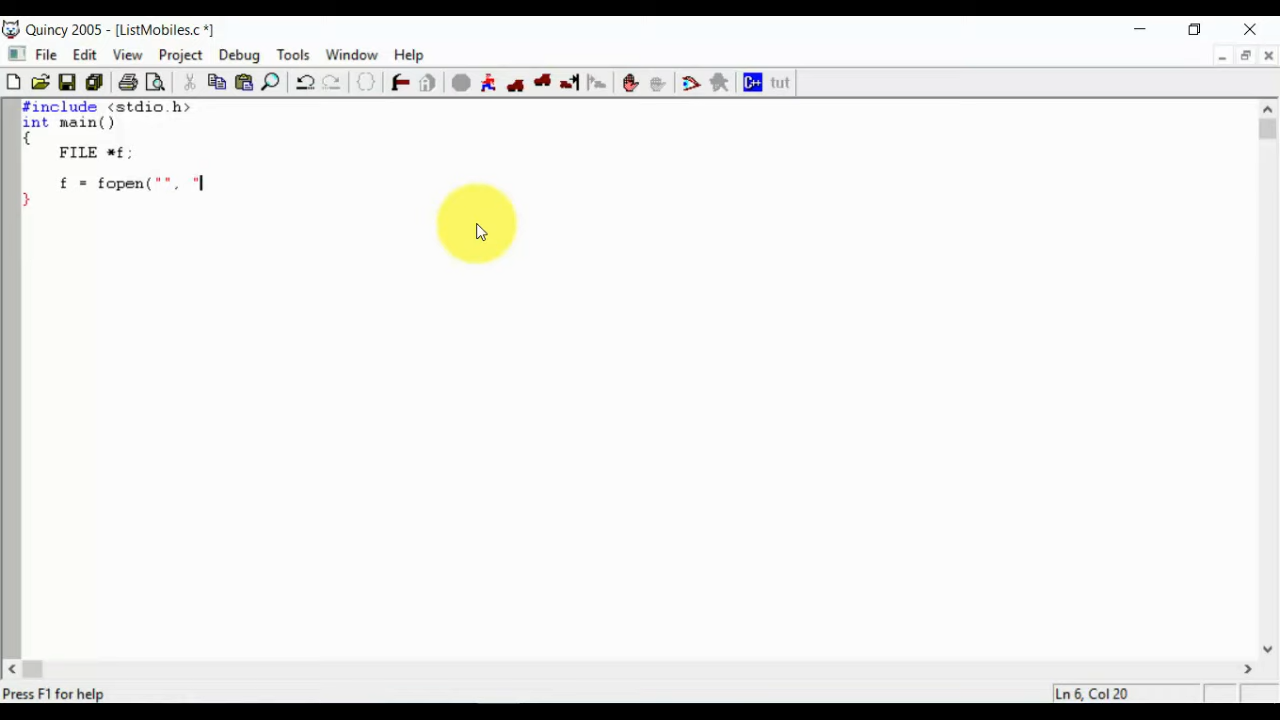 Quincy 2005 - [ListMobiles.c *]
File Edit View Project Debug Tools Window Help
C++ tut
#include <stdio.h>
int main()
{
FILE *f;
f = fopen("", "
}
Press F1 for help
Ln 6, Col 20